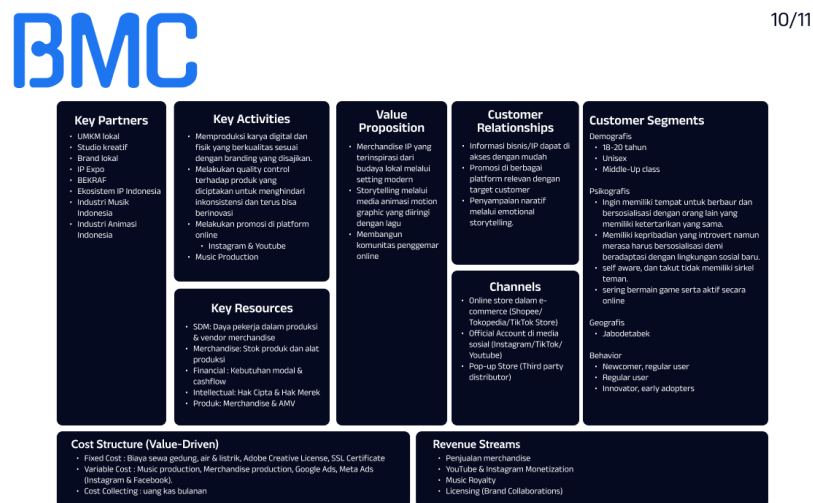 BMC
10/11
Key Partners
• UMKM lokal
• Studio kreatif
• Brand lokal
• IP Expo
• BEKRAF
• Ekosistem IP Indonesia
• Industri Musik
Indonesia
• Industri Animasi
Indonesia
Key Activities
• Memproduksi karya digital dan
fisik yang berkualitas sesuai
dengan branding yang disajikan.
• Melakukan quality control
terhadap produk yang
diciptakan untuk menghindari
inkonsistensi dan terus bisa
berinovasi
• Melakukan promosi di platform
online
• Instagram & Youtube
• Music Production
Key Resources
• SDM: Daya pekerja dalam produksi
& vendor merchandise
• Merchandise: Stok produk dan alat
produksi
• Financial : Kebutuhan modal &
cashflow
• Intellectual: Hak Cipta & Hak Merek
• Produk: Merchandise & AMV
Value
Proposition
• Merchandise IP yang
terinspirasi dari
budaya lokal melalui
setting modern
• Storytelling melalui
media animasi motion
graphic yang diiringi
dengan lagu
• Membangun
komunitas penggemar
online
Customer
Relationships
• Informasi bisnis/IP dapat di
akses dengan mudah
• Promosi di berbagai
platform relevan dengan
target customer
• Penyampaian naratif
melalui emotional
storytelling.
Channels
• Online store dalam e-
commerce (Shopee/
Tokopedia/TikTok Store)
• Official Account di media
sosial (Instagram/TikTok/
Youtube)
• Pop-up Store (Third party
distributor)
Customer Segments
Demografis
• 18-20 tahun
• Unisex
• Middle-Up class
Psikografis
• Ingin memiliki tempat untuk berbaur dan
bersosialisasi dengan orang lain yang
memiliki ketertarikan yang sama.
• Memiliki kepribadian yang introvert namun
merasa harus bersosialisasi demi
beradaptasi dengan lingkungan sosial baru.
• self aware, dan takut tidak memiliki sirkel
teman.
• sering bermain game serta aktif secara
online
Geografis
• Jabodetabek
Behavior
• Newcomer, regular user
• Regular user
• Innovator, early adopters
Cost Structure (Value-Driven)
• Fixed Cost : Biaya sewa gedung, air & listrik, Adobe Creative License, SSL Certificate
• Variable Cost : Music production, Merchandise production, Google Ads, Meta Ads
(Instagram & Facebook).
• Cost Collecting : uang kas bulanan
Revenue Streams
• Penjualan merchandise
• YouTube & Instagram Monetization
• Music Royalty
• Licensing (Brand Collaborations)